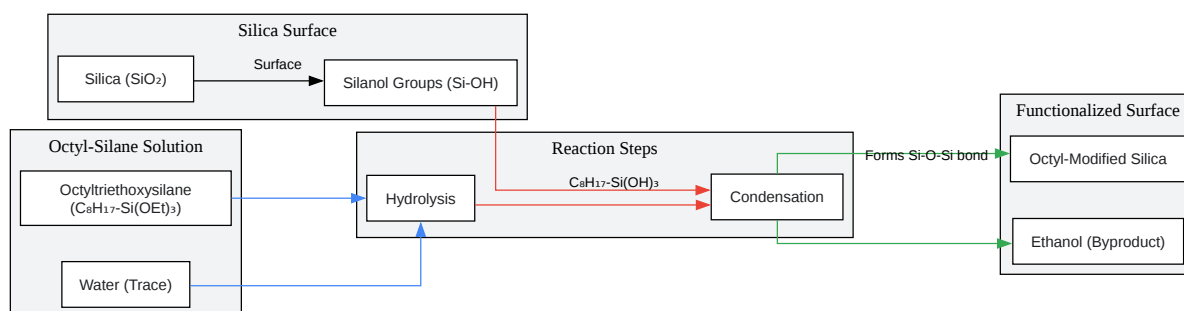 Silica Surface
Silica (SiO₂)
Surface
Silanol Groups (Si-OH)
Octyl-Silane Solution
Octyltriethoxysilane
(C₈H₁₇-Si(OEt)₃)
Water (Trace)
Reaction Steps
Hydrolysis
C₈H₁₇-Si(OH)₃
Condensation
Forms Si-O-Si bond
Functionalized Surface
Octyl-Modified Silica
Ethanol (Byproduct)